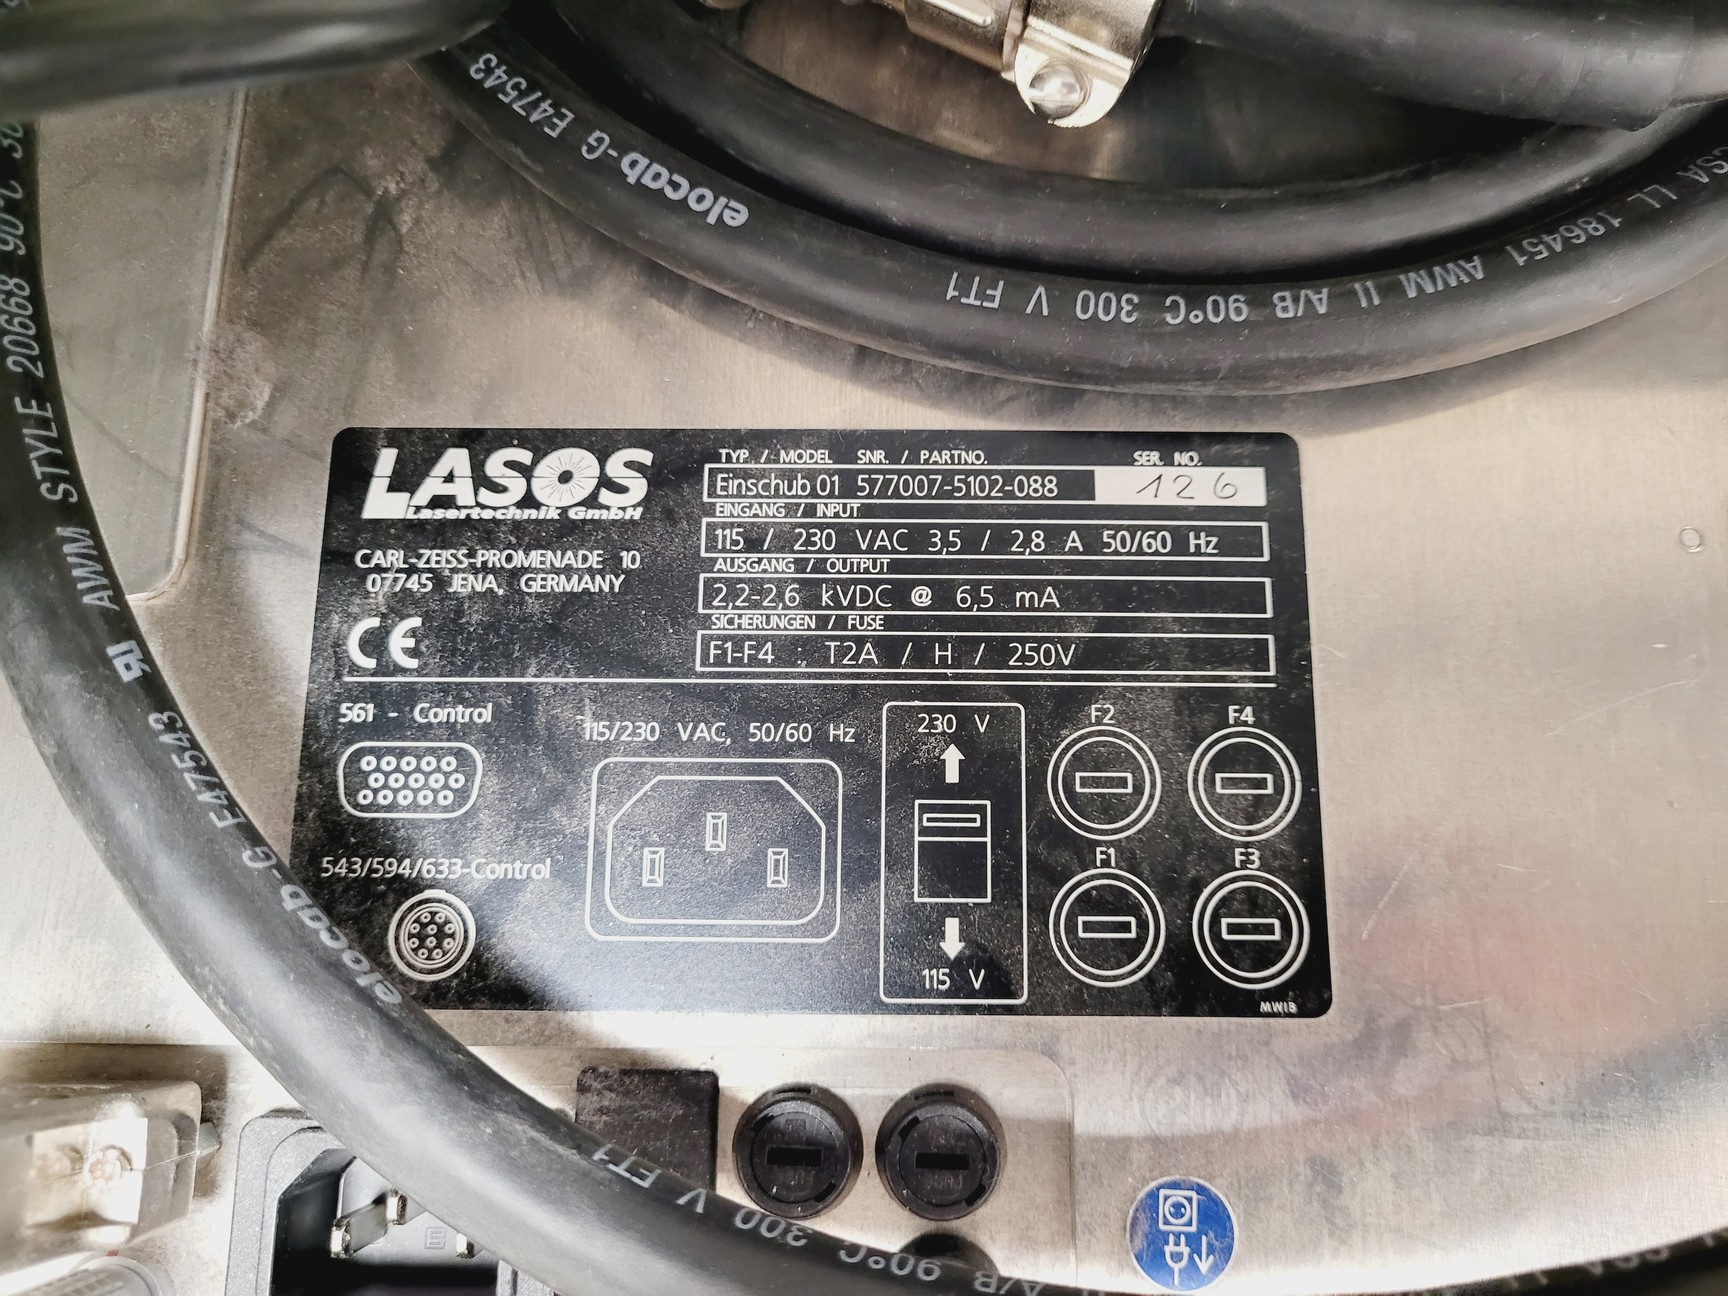 elocab-G E47543
CSA LL 186451 AWM II A/B 90°C 300 V FT1
LASOS
Lasertechnik GmbH
CARL-ZEISS-PROMENADE 10
07745 JENA, GERMANY
CE
TYP / MODEL SNR. / PARTNO. SER. NO.
Einschub 01 577007-5102-088 126
EINGANG / INPUT
115 / 230 VAC 3,5 / 2,8 A 50/60 Hz
AUSGANG / OUTPUT
2,2-2,6 kVDC @ 6,5 mA
SICHERUNGEN / FUSE
F1-F4 : T2A / H / 250V
561 - Control
115/230 VAC, 50/60 Hz
230 V
F2 F4
543/594/633-Control
F1 F3
115 V
MWIB
elocab-G E47543 AWM STYLE 20668 90°C
A/B 90°C 300 V FT1